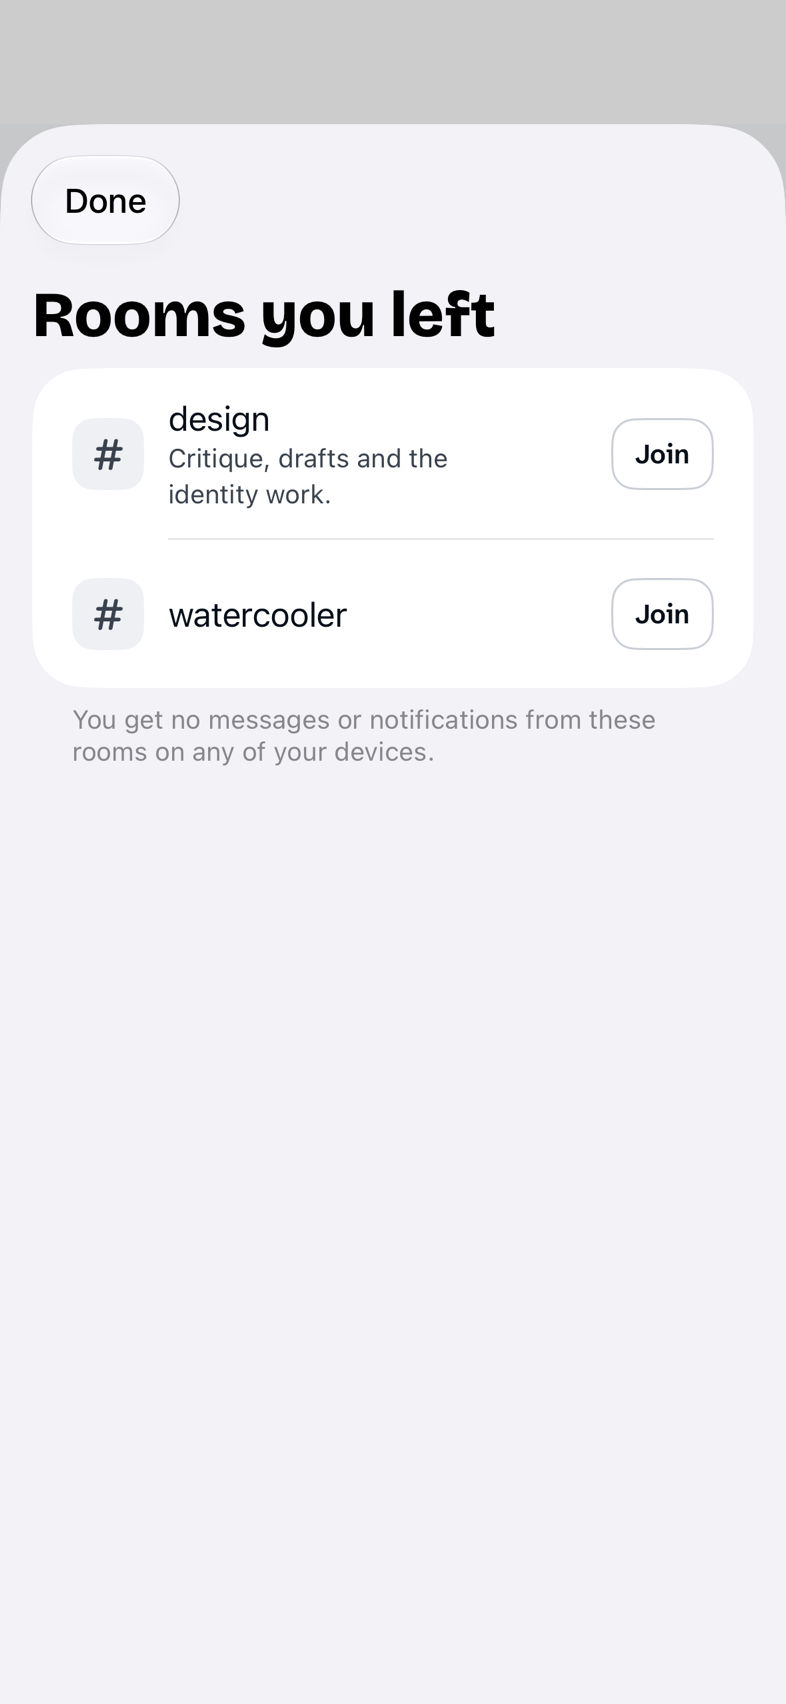 Done
Rooms you left
# design
Critique, drafts and the
identity work.
Join
# watercooler
Join
You get no messages or notifications from these
rooms on any of your devices.